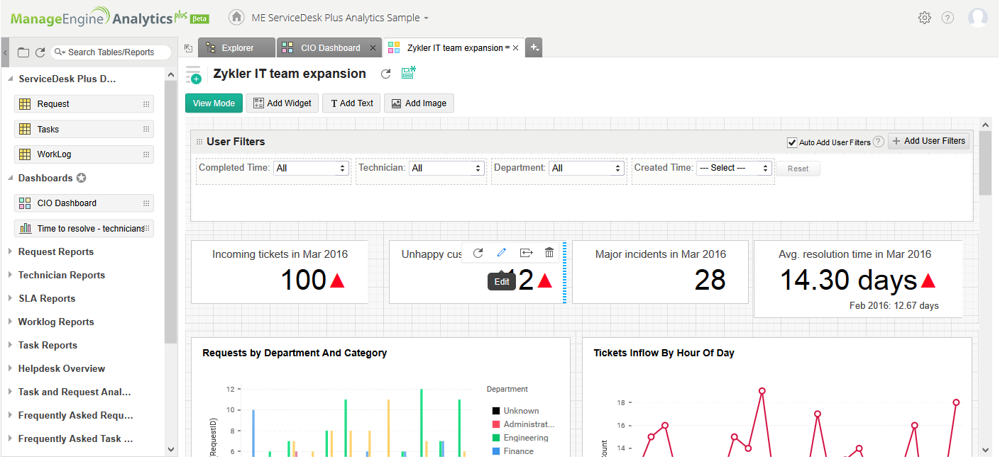 ManageEngine Analytics plus Beta
ME ServiceDesk Plus Analytics Sample
Search Tables/Reports
Explorer
CIO Dashboard
Zykler IT team expansion *
ServiceDesk Plus D...
Request
Tasks
WorkLog
Dashboards
CIO Dashboard
Time to resolve - technicians
Request Reports
Technician Reports
SLA Reports
Worklog Reports
Task Reports
Helpdesk Overview
Task and Request Anal...
Frequently Asked Requ...
Frequently Asked Task ...
Zykler IT team expansion
View Mode
Add Widget
T Add Text
Add Image
User Filters
Auto Add User Filters ?
+ Add User Filters
Completed Time: All
Technician: All
Department: All
Created Time: --- Select ---
Reset
Incoming tickets in Mar 2016
100
Unhappy cus
2
Edit
Major incidents in Mar 2016
28
Avg. resolution time in Mar 2016
14.30 days
Feb 2016: 12.67 days
Requests by Department And Category
12
10
8
6
RequestID)
Department
Unknown
Administrat...
Engineering
Finance
Tickets Inflow By Hour Of Day
18
16
14
Count